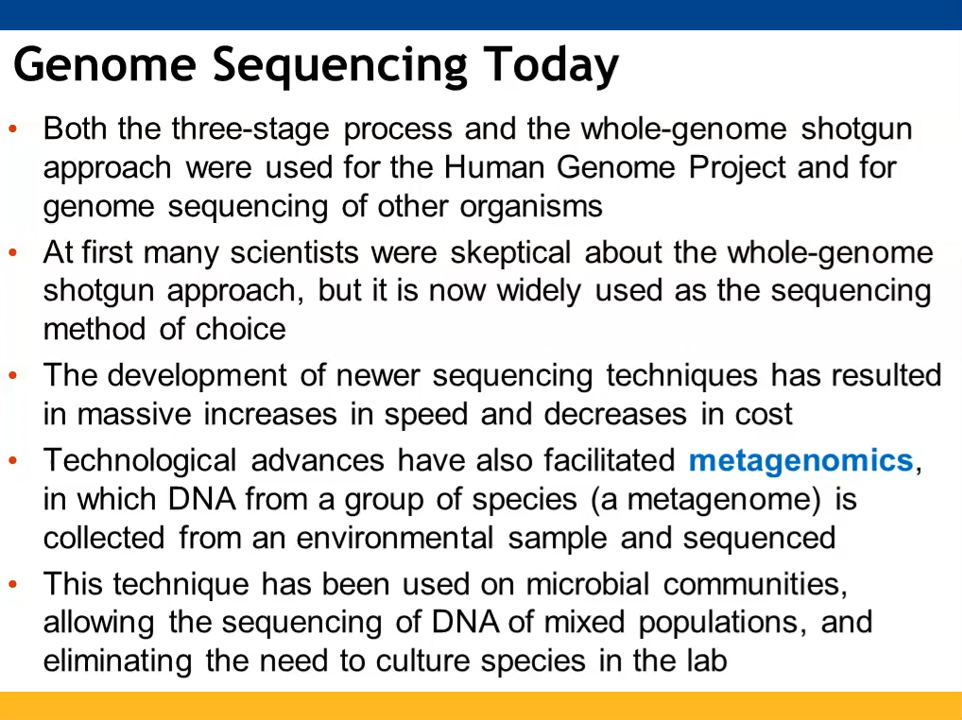 Genome Sequencing Today
• Both the three-stage process and the whole-genome shotgun
approach were used for the Human Genome Project and for
genome sequencing of other organisms
• At first many scientists were skeptical about the whole-genome
shotgun approach, but it is now widely used as the sequencing
method of choice
• The development of newer sequencing techniques has resulted
in massive increases in speed and decreases in cost
• Technological advances have also facilitated metagenomics,
in which DNA from a group of species (a metagenome) is
collected from an environmental sample and sequenced
• This technique has been used on microbial communities,
allowing the sequencing of DNA of mixed populations, and
eliminating the need to culture species in the lab